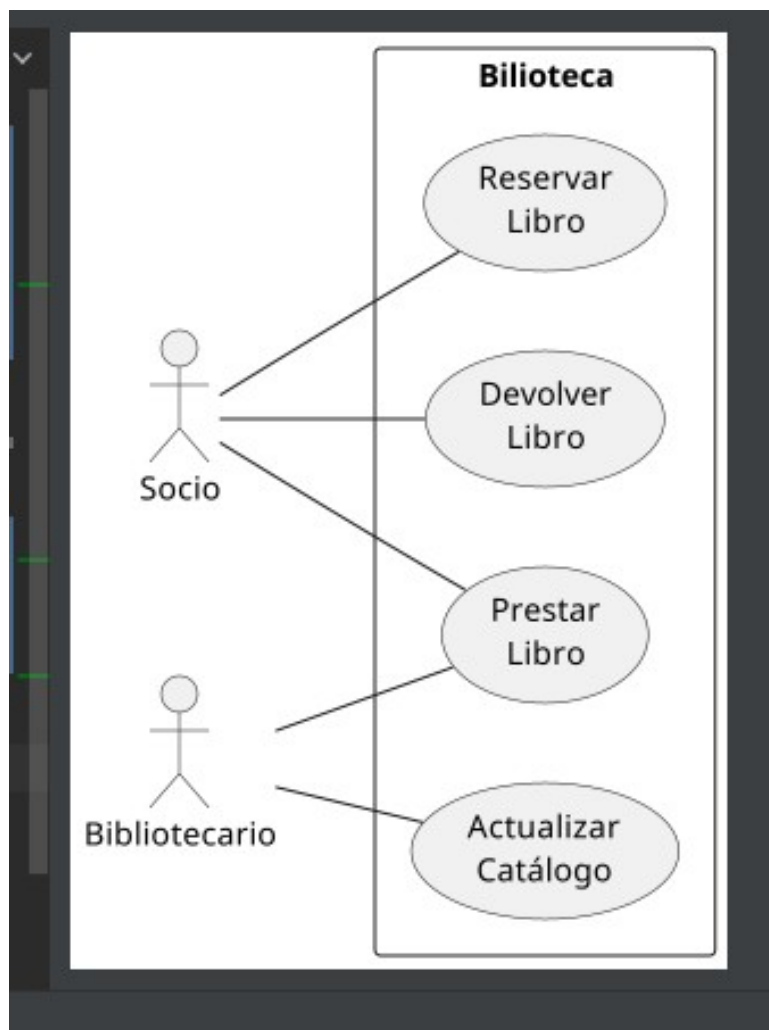 Bilioteca
Reservar
Libro
Devolver
Libro
Socio
Prestar
Libro
Bibliotecario
Actualizar
Catálogo